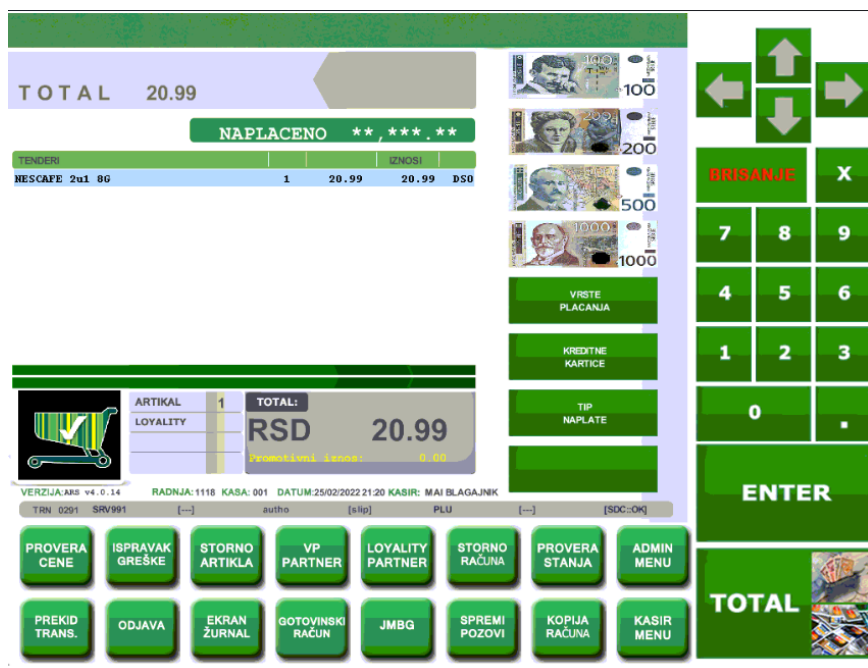 TOTAL 20.99
NAPLACENO **,***.**
TENDERI IZNOSI
NESCAFE 2u1 8G 1 20.99 20.99 DS0
100
200
500
1000
VRSTE
PLACANJA
KREDITNE
KARTICE
TIP
NAPLATE
ARTIKAL 1
LOYALITY
TOTAL:
RSD 20.99
Promotivni iznos: 0.00
VERZIJA:ARS v4.0.14 RADNJA: 1118 KASA: 001 DATUM:25/02/2022 21:20 KASIR: MAI BLAGAJNIK
TRN 0291 SRV991 [---] autho [slip] PLU [---] [SDC::OK]
PROVERA
CENE
ISPRAVAK
GREŠKE
STORNO
ARTIKLA
VP
PARTNER
LOYALITY
PARTNER
STORNO
RAČUNA
PROVERA
STANJA
ADMIN
MENU
PREKID
TRANS.
ODJAVA
EKRAN
ŽURNAL
GOTOVINSKI
RAČUN
JMBG
SPREMI
POZOVI
KOPIJA
RAČUNA
KASIR
MENU
BRISANJE X
7 8 9
4 5 6
1 2 3
0 .
ENTER
TOTAL